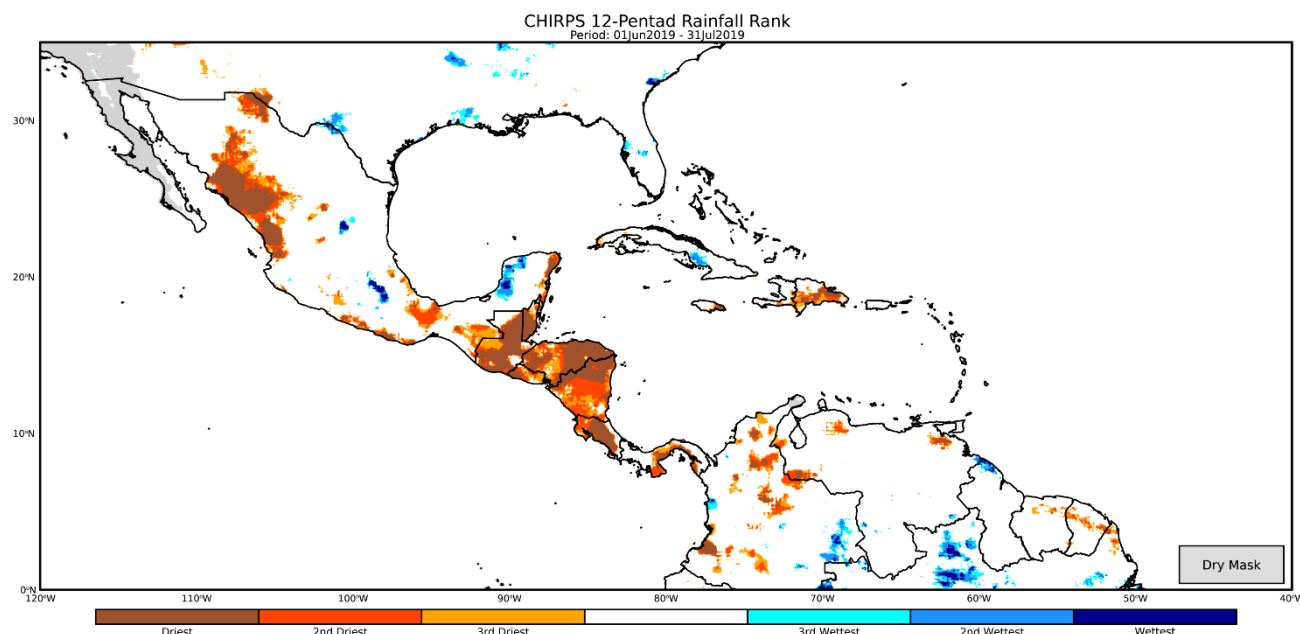 CHIRPS 12-Pentad Rainfall Rank
Period: 01Jun2019 - 31Jul2019
30°N
20°N
10°N
0°N
Dry Mask
120°W 110°W 100°W 90°W 80°W 70°W 60°W 50°W 40°W
Driest 2nd Driest 3rd Driest 3rd Wettest 2nd Wettest Wettest